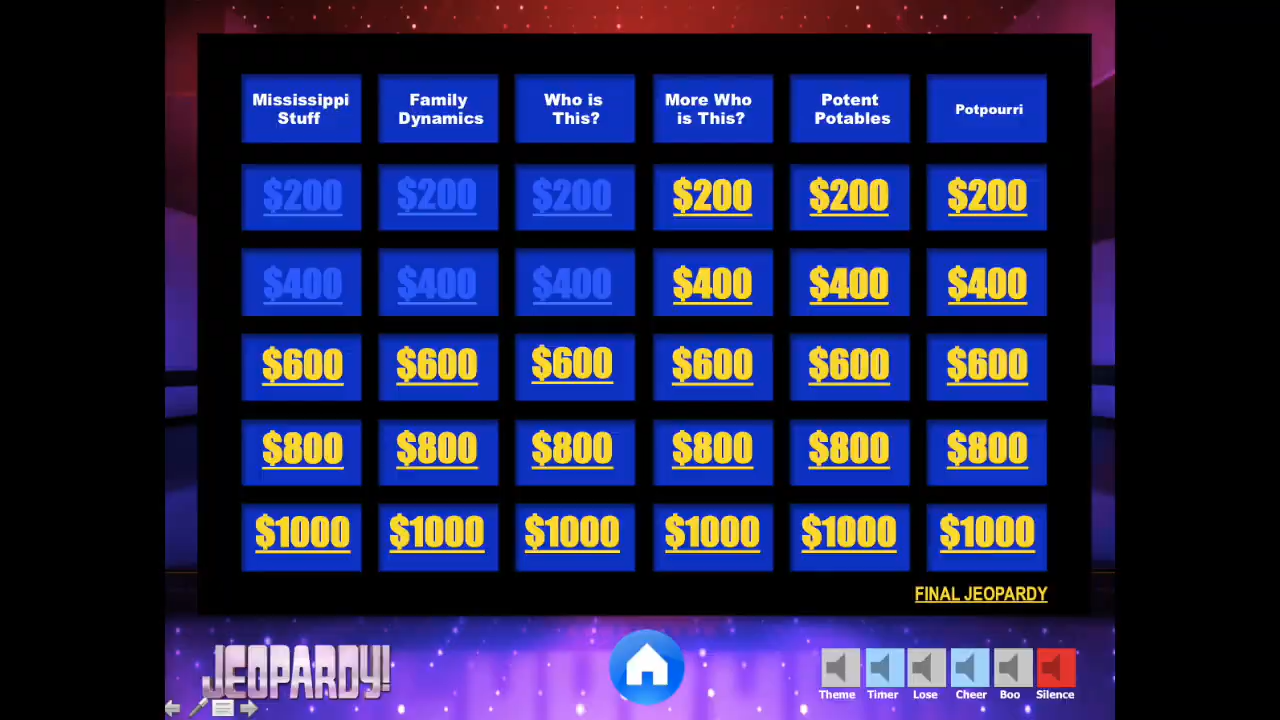 Mississippi Stuff
Family Dynamics
Who is This?
More Who is This?
Potent Potables
Potpourri
$200 $200 $200 $200 $200 $200
$400 $400 $400 $400 $400 $400
$600 $600 $600 $600 $600 $600
$800 $800 $800 $800 $800 $800
$1000 $1000 $1000 $1000 $1000 $1000
FINAL JEOPARDY
JEOPARDY!
Theme Timer Lose Cheer Boo Silence